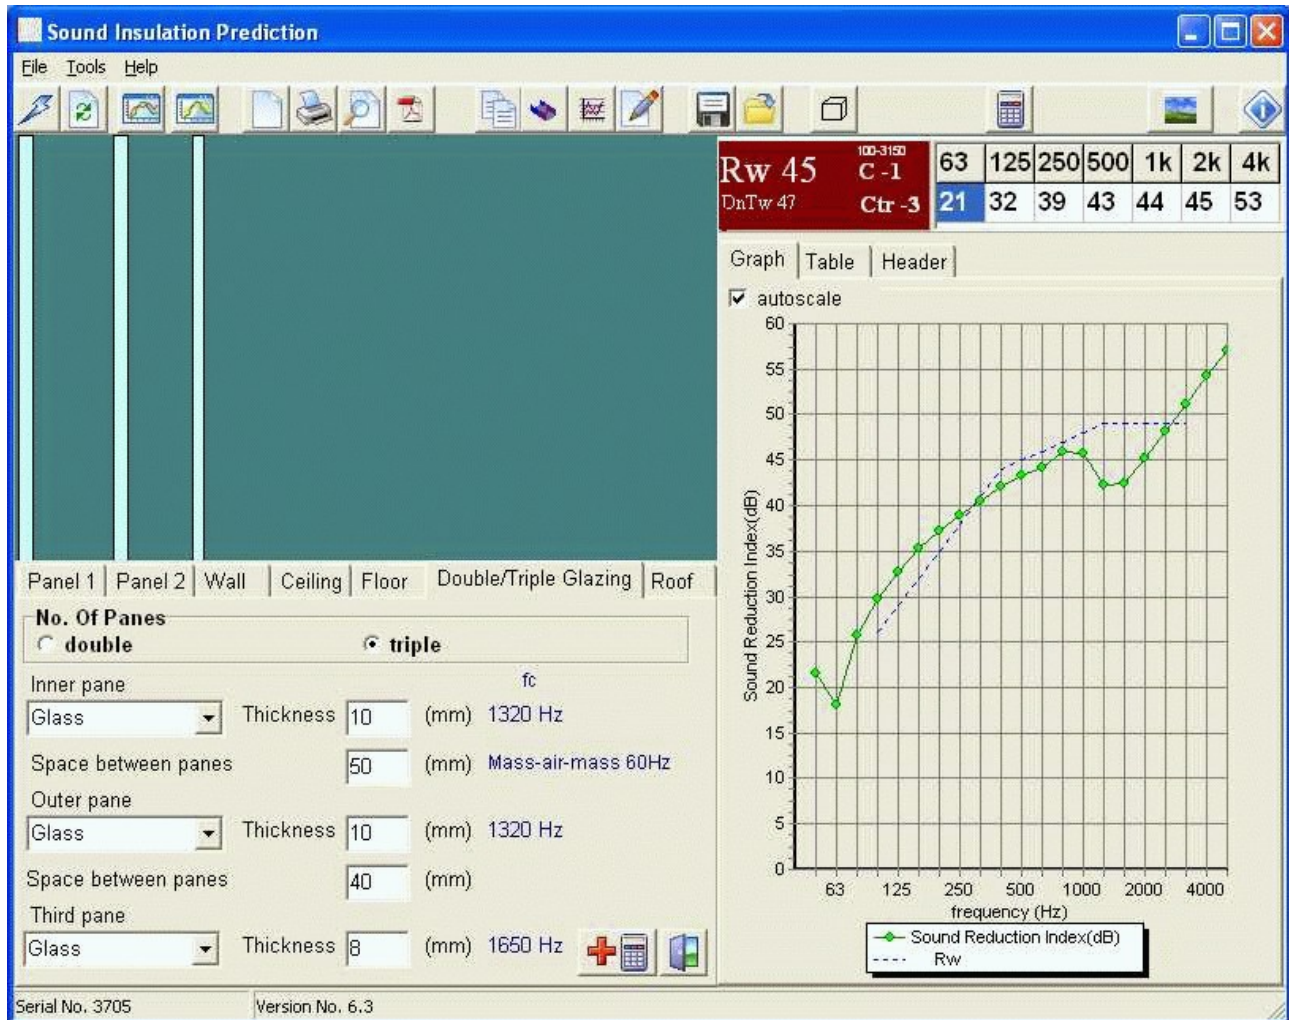 Sound Insulation Prediction
File Tools Help
Rw 45 100-3150 C -1
DnTw 47 Ctr -3
63 125 250 500 1k 2k 4k
21 32 39 43 44 45 53
Graph Table Header
autoscale
60
55
50
45
40
35
30
25
20
15
10
5
0
Sound Reduction Index(dB)
63 125 250 500 1000 2000 4000
frequency (Hz)
Sound Reduction Index(dB)
Rw
Panel 1 Panel 2 Wall Ceiling Floor Double/Triple Glazing Roof
No. Of Panes
double triple
Inner pane fc
Glass Thickness 10 (mm) 1320 Hz
Space between panes 50 (mm) Mass-air-mass 60Hz
Outer pane
Glass Thickness 10 (mm) 1320 Hz
Space between panes 40 (mm)
Third pane
Glass Thickness 8 (mm) 1650 Hz
Serial No. 3705 Version No. 6.3